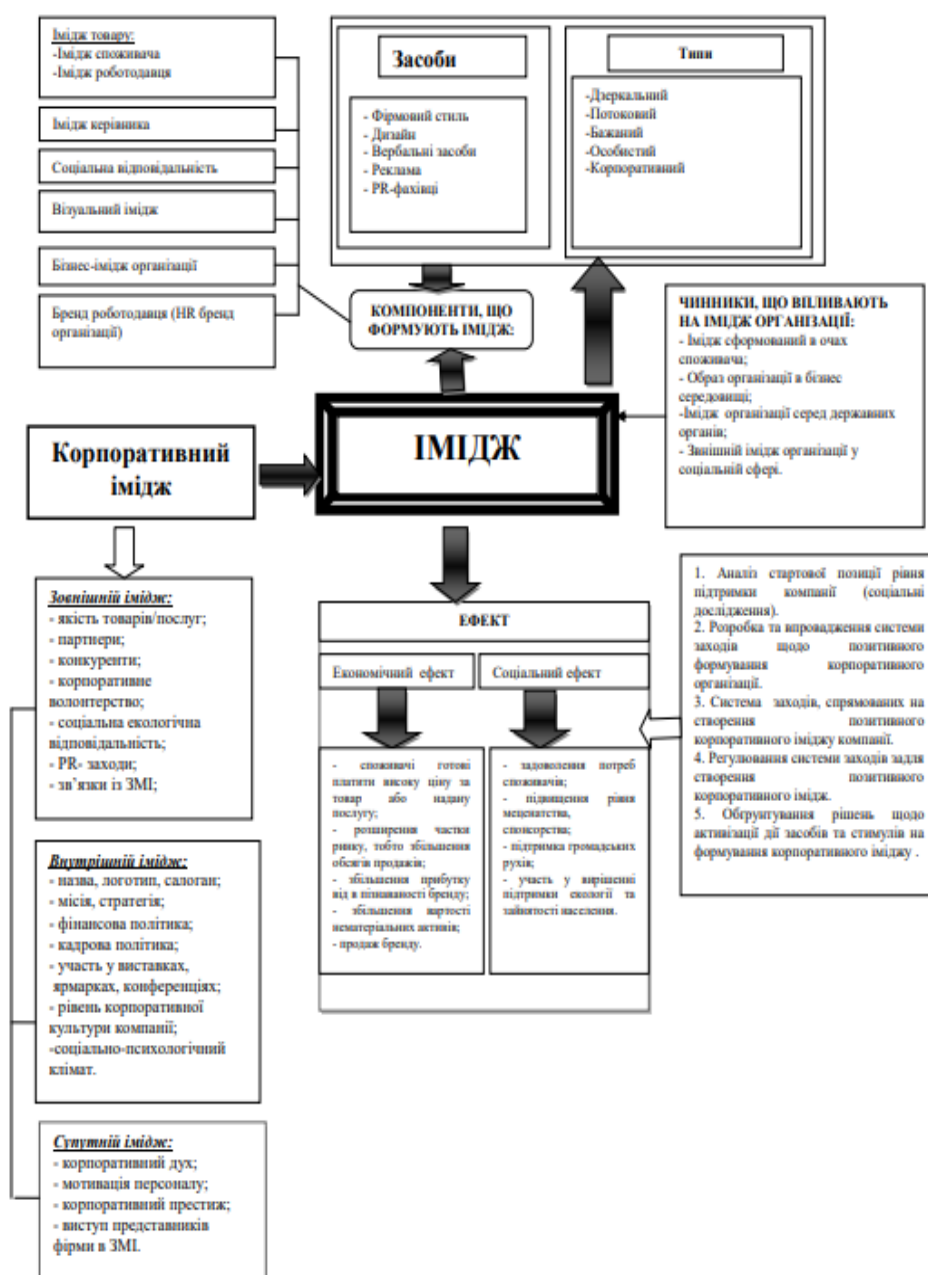 Імідж товару:
-Імідж споживача
-Імідж роботодавця
Імідж керівника
Соціальна відповідальність
Візуальний імідж
Бізнес-імідж організації
Бренд роботодавця (HR бренд
організації)
Засоби
- Фірмовий стиль
- Дизайн
- Вербальні засоби
- Реклама
- PR-фахівці
Типи
-Дзеркальний
-Потоковий
-Бажаний
-Особистий
-Корпоративний
КОМПОНЕНТИ, ЩО
ФОРМУЮТЬ ІМІДЖ:
ЧИННИКИ, ЩО ВПЛИВАЮТЬ
НА ІМІДЖ ОРГАНІЗАЦІЇ:
- Імідж сформований в очах
споживача;
- Образ організації в бізнес
середовищі;
-Імідж організації серед державних
органів;
- Звнішній імідж організації у
соціальній сфері.
ІМІДЖ
Корпоративний
імідж
Зовнішній імідж:
- якість товарів/послуг;
- партнери;
- конкуренти;
- корпоративне
волонтерство;
- соціальна екологічна
відповідальність;
- PR- заходи;
- зв'язки із ЗМІ;
Внутрішній імідж:
- назва, логотип, салоган;
- місія, стратегія;
- фінансова політика;
- кадрова політика;
- участь у виставках,
ярмарках, конференціях;
- рівень корпоративної
культури компанії;
-соціально-психологічний
клімат.
Супутній імідж:
- корпоративний дух;
- мотивація персоналу;
- корпоративний престиж;
- виступ представників
фірми в ЗМІ.
ЕФЕКТ
Економічний ефект
Соціальний ефект
- споживачі готові
платити високу ціну за
товар або надану
послугу;
- розширення частки
ринку, тобто збільшення
обсягів продажів;
- збільшення прибутку
від в пізнаваності бренду;
- збільшення вартості
нематеріальних активів;
- продаж бренду.
- задоволення потреб
споживачів;
- підвищення рівня
меценатства,
спонсорства;
- підтримка громадських
рухів;
- участь у вирішенні
підтримки екології та
зайнятості населення.
1. Аналіз стартової позиції рівня
підтримки компанії (соціальні
дослідження).
2. Розробка та впровадження системи
заходів щодо позитивного
формування корпоративного
організації.
3. Система заходів, спрямованих на
створення позитивного
корпоративного іміджу компанії.
4. Регулювання системи заходів задля
створення позитивного
корпоративного імідж.
5. Обґрунтування рішень щодо
активізації дії засобів та стимулів на
формування корпоративного іміджу .